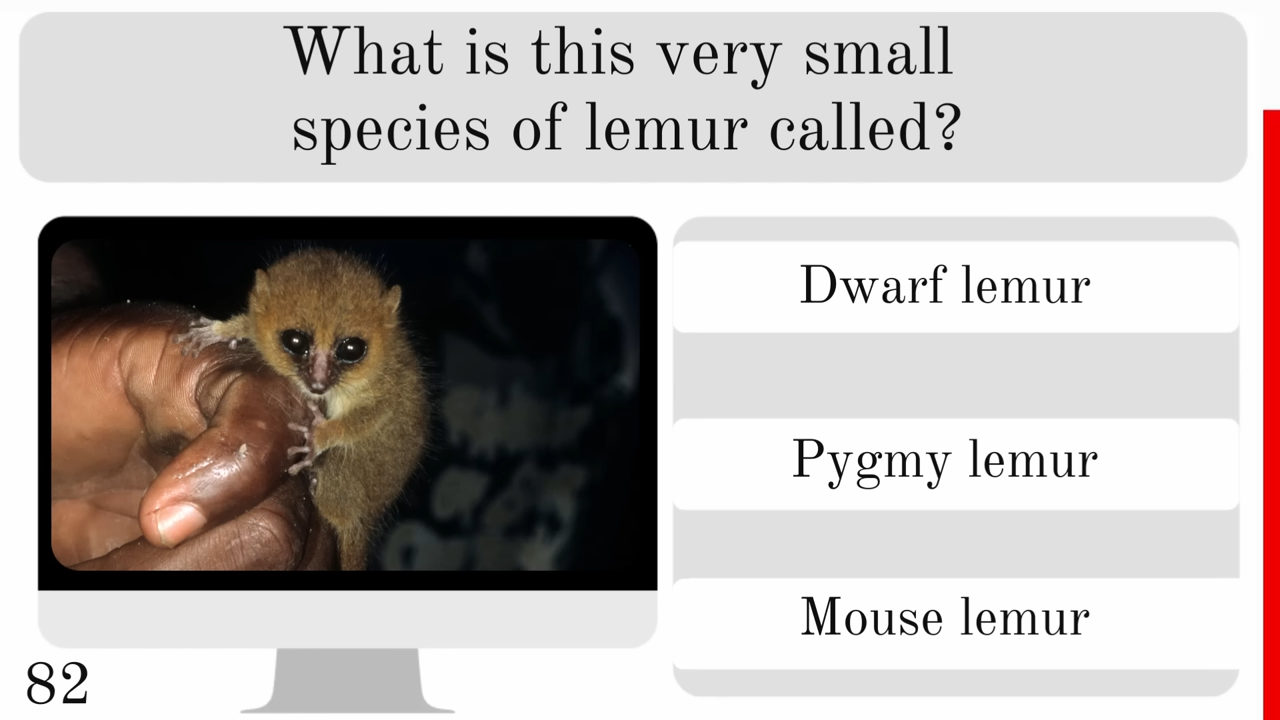 What is this very small
species of lemur called?
Dwarf lemur
Pygmy lemur
Mouse lemur
82